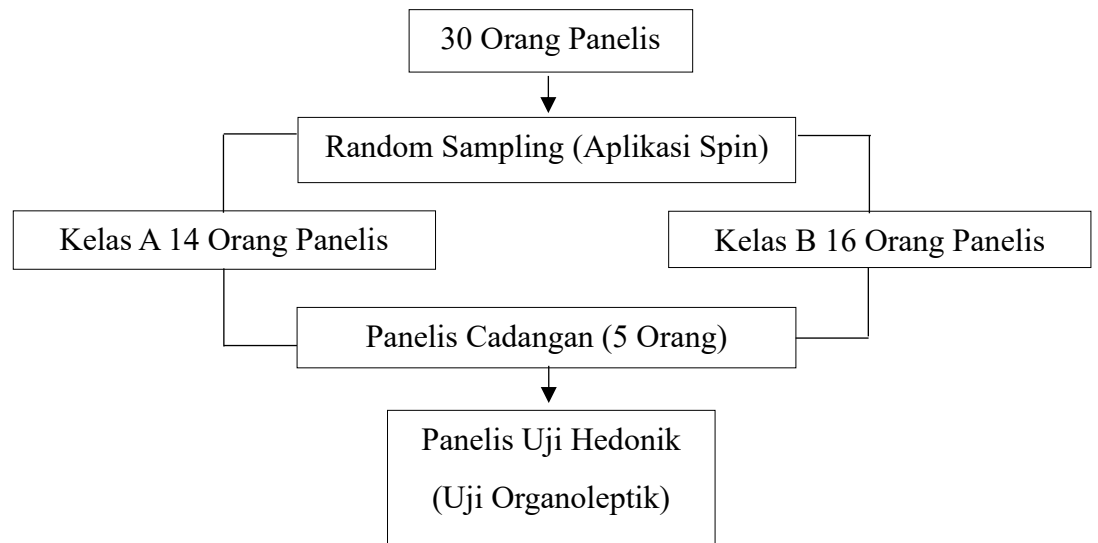 30 Orang Panelis
Random Sampling (Aplikasi Spin)
Kelas A 14 Orang Panelis
Kelas B 16 Orang Panelis
Panelis Cadangan (5 Orang)
Panelis Uji Hedonik
(Uji Organoleptik)